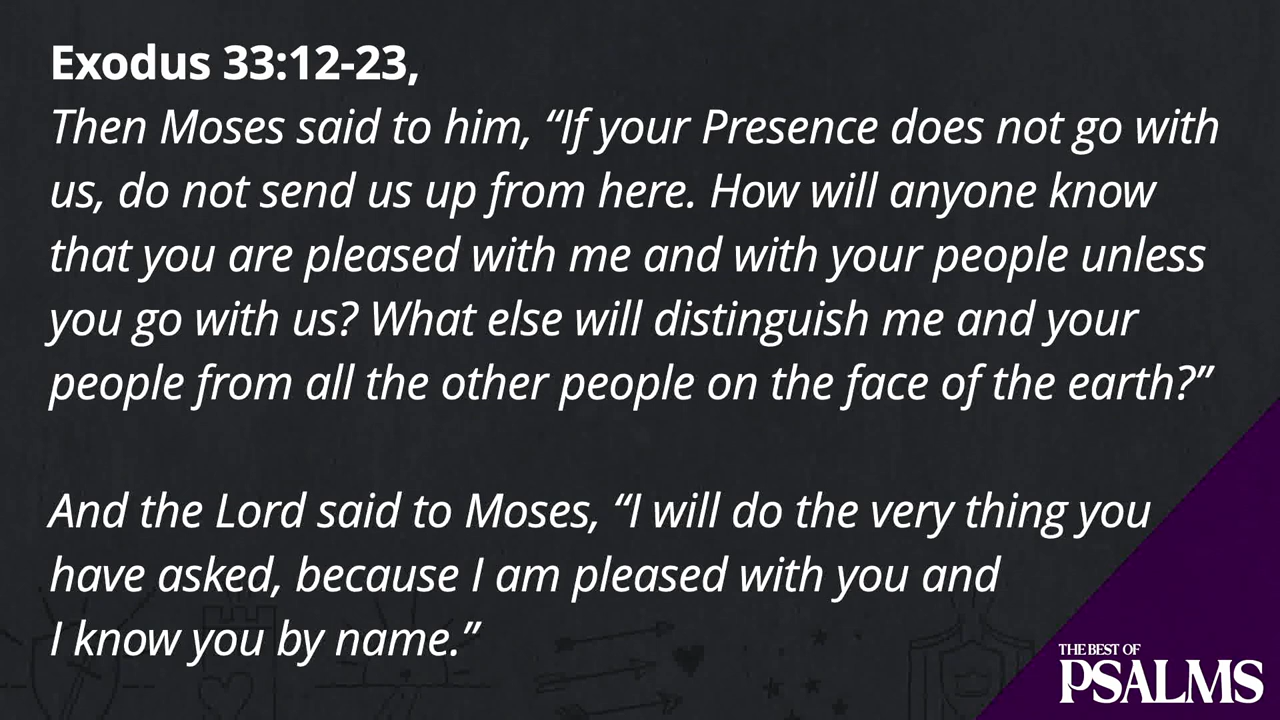 Exodus 33:12-23,
Then Moses said to him, “If your Presence does not go with
us, do not send us up from here. How will anyone know
that you are pleased with me and with your people unless
you go with us? What else will distinguish me and your
people from all the other people on the face of the earth?”
And the Lord said to Moses, “I will do the very thing you
have asked, because I am pleased with you and
I know you by name.”
THE BEST OF
PSALMS